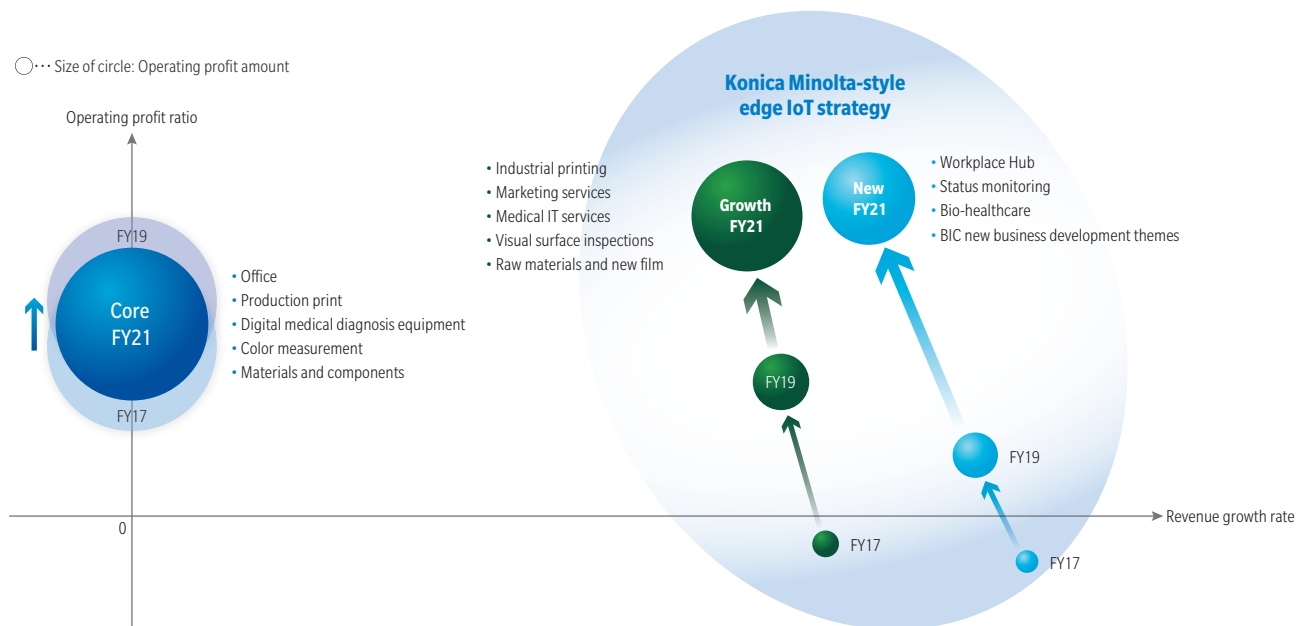 ○··· Size of circle: Operating profit amount
Operating profit ratio
Konica Minolta-style
edge IoT strategy
FY19
Core
FY21
FY17
• Office
• Production print
• Digital medical diagnosis equipment
• Color measurement
• Materials and components
• Industrial printing
• Marketing services
• Medical IT services
• Visual surface inspections
• Raw materials and new film
Growth
FY21
New
FY21
• Workplace Hub
• Status monitoring
• Bio-healthcare
• BIC new business development themes
FY19
FY19
0
Revenue growth rate
FY17
FY17